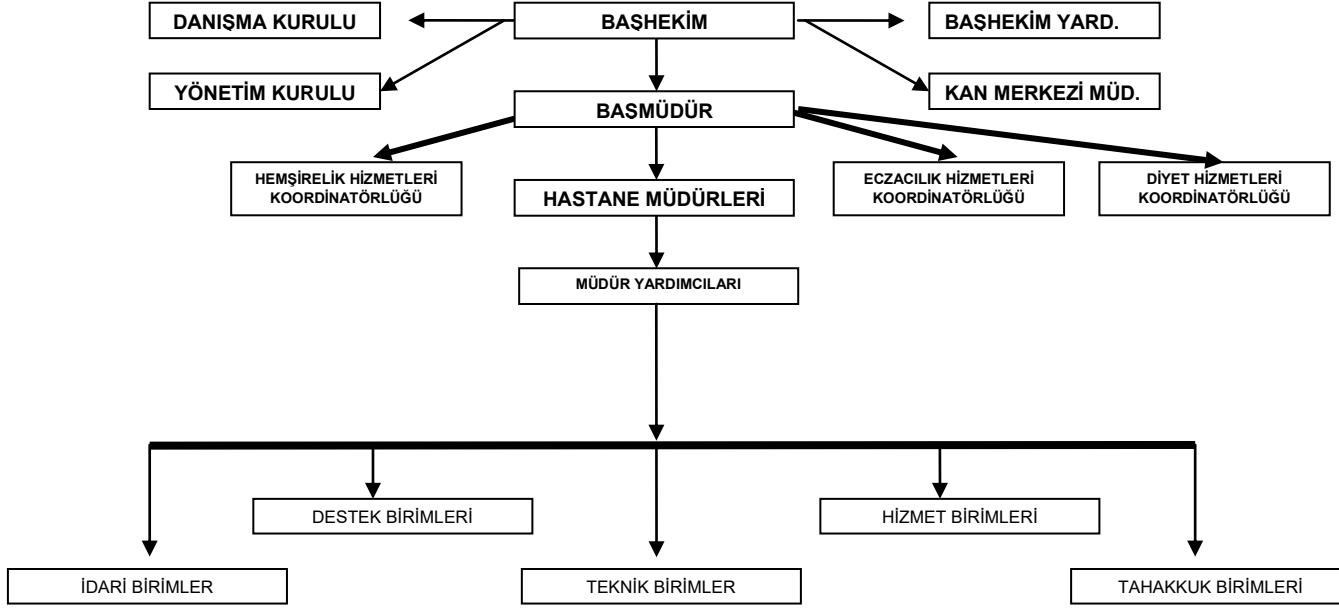 DANIŞMA KURULU
BAŞHEKİM
BAŞHEKİM YARD.
YÖNETİM KURULU
KAN MERKEZİ MÜD.
BAŞMÜDÜR
HEMŞİRELİK HİZMETLERİ
KOORDİNATÖRLÜĞÜ
HASTANE MÜDÜRLERİ
ECZACILIK HİZMETLERİ
KOORDİNATÖRLÜĞÜ
DİYET HİZMETLERİ
KOORDİNATÖRLÜĞÜ
MÜDÜR YARDIMCILARI
DESTEK BİRİMLERİ
HİZMET BİRİMLERİ
İDARİ BİRİMLER
TEKNİK BİRİMLER
TAHAKKUK BİRİMLERİ